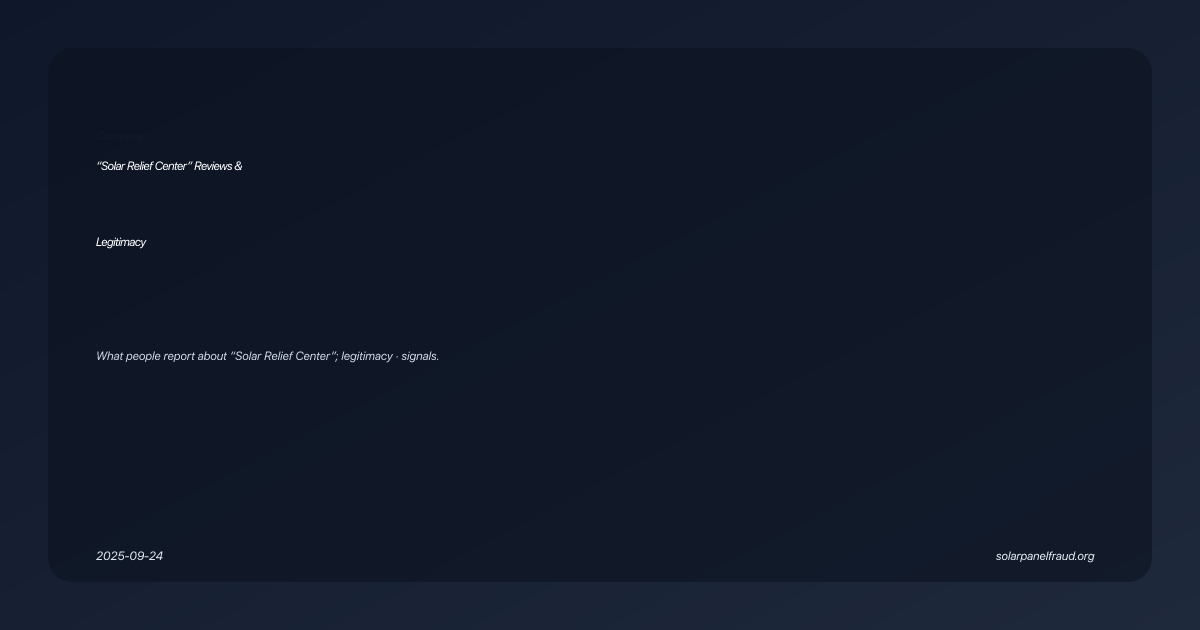 “Solar Relief Center” Reviews &
Legitimacy
What people report about “Solar Relief Center”; legitimacy · signals.
2025-09-24
solarpanelfraud.org